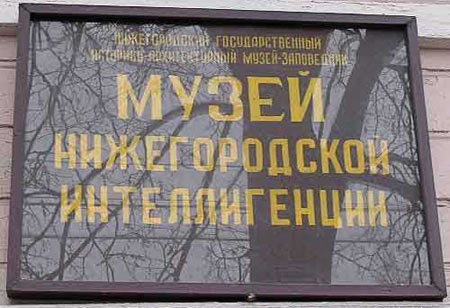 НИЖЕГОРОДСКИЙ ГОСУДАРСТВЕННЫЙ
ИСТОРИКО-АРХИТЕКТУРНЫЙ МУЗЕЙ-ЗАПОВЕДНИК
МУЗЕЙ
НИЖЕГОРОДСКОЙ
ИНТЕЛЛИГЕНЦИИ